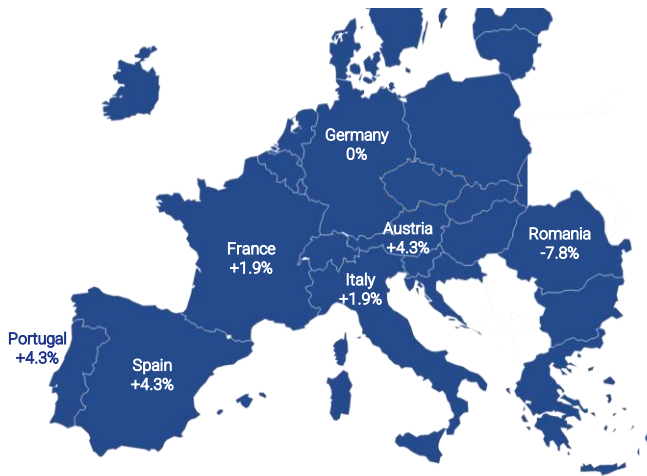 Germany
0%
Austria
+4.3%
Romania
-7.8%
France
+1.9%
Italy
+1.9%
Portugal
+4.3%
Spain
+4.3%